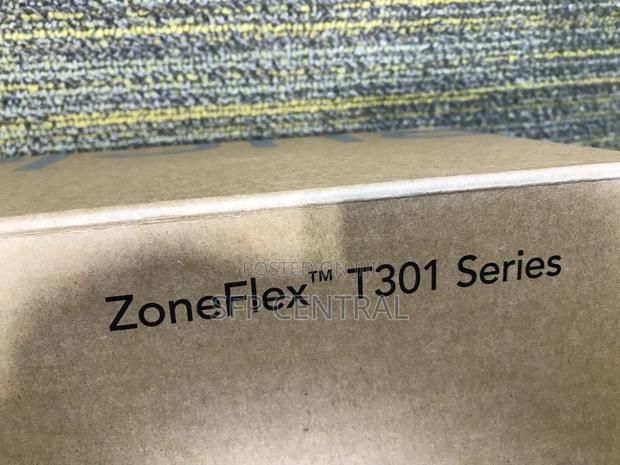 POSTED ON
ZoneFlex™ T301 Series
SFP CENTRAL